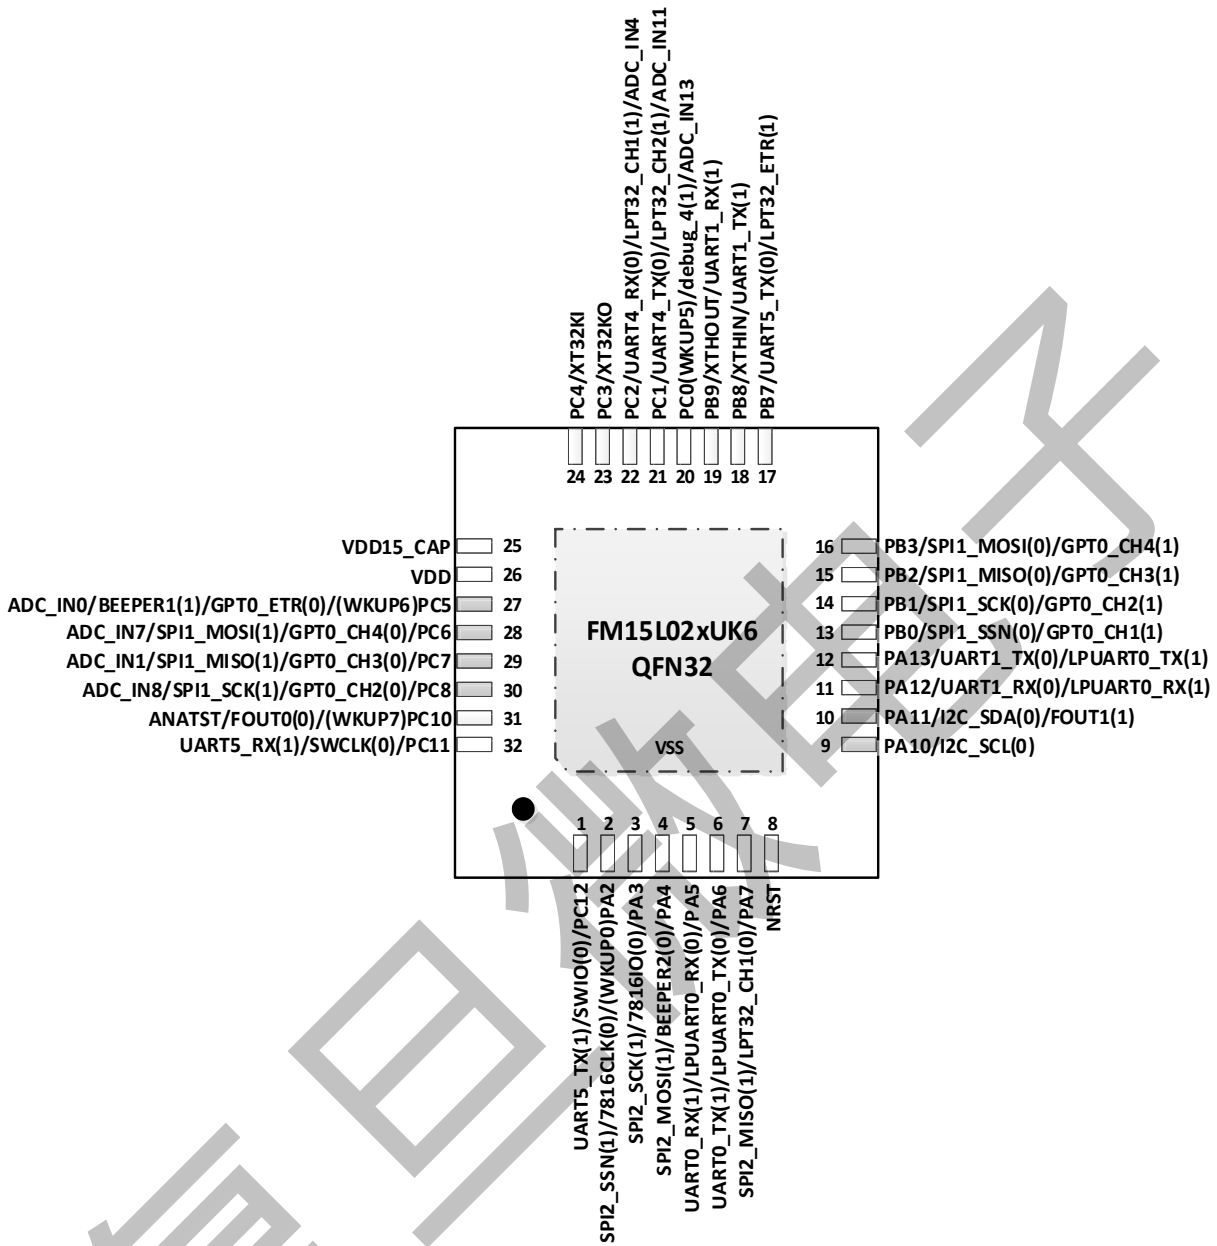 PC4/XT32KI
PC3/XT32KO
PC2/UART4_RX(0)/LPT32_CH1(1)/ADC_IN4
PC1/UART4_TX(0)/LPT32_CH2(1)/ADC_IN11
PC0(WKUP5)/debug_4(1)/ADC_IN13
PB9/XTHOUT/UART1_RX(1)
PB8/XTHIN/UART1_TX(1)
PB7/UART5_TX(0)/LPT32_ETR(1)
24 23 22 21 20 19 18 17
VDD15_CAP 25
VDD 26
ADC_IN0/BEEPER1(1)/GPT0_ETR(0)/(WKUP6)PC5 27
ADC_IN7/SPI1_MOSI(1)/GPT0_CH4(0)/PC6 28
ADC_IN1/SPI1_MISO(1)/GPT0_CH3(0)/PC7 29
ADC_IN8/SPI1_SCK(1)/GPT0_CH2(0)/PC8 30
ANATST/FOUT0(0)/(WKUP7)PC10 31
UART5_RX(1)/SWCLK(0)/PC11 32
FM15L02xUK6
QFN32
VSS
16 PB3/SPI1_MOSI(0)/GPT0_CH4(1)
15 PB2/SPI1_MISO(0)/GPT0_CH3(1)
14 PB1/SPI1_SCK(0)/GPT0_CH2(1)
13 PB0/SPI1_SSN(0)/GPT0_CH1(1)
12 PA13/UART1_TX(0)/LPUART0_TX(1)
11 PA12/UART1_RX(0)/LPUART0_RX(1)
10 PA11/I2C_SDA(0)/FOUT1(1)
9 PA10/I2C_SCL(0)
1 2 3 4 5 6 7 8
UART5_TX(1)/SWIO(0)/PC12
SPI2_SSN(1)/7816CLK(0)/(WKUP0)PA2
SPI2_SCK(1)/7816IO(0)/PA3
SPI2_MOSI(1)/BEEPER2(0)/PA4
UART0_RX(1)/LPUART0_RX(0)/PA5
UART0_TX(1)/LPUART0_TX(0)/PA6
SPI2_MISO(1)/LPT32_CH1(0)/PA7
NRST
旦微电子